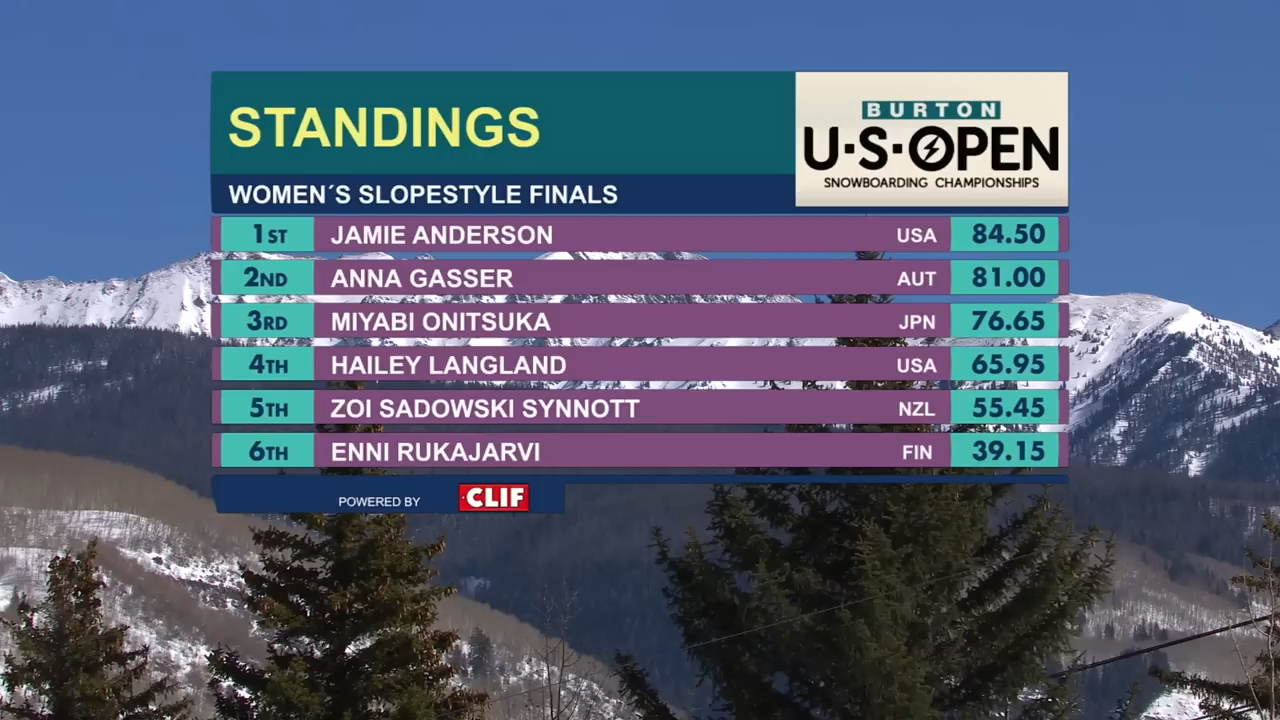 STANDINGS
BURTON
U·S·OPEN
SNOWBOARDING CHAMPIONSHIPS
WOMEN´S SLOPESTYLE FINALS
1ST JAMIE ANDERSON USA 84.50
2ND ANNA GASSER AUT 81.00
3RD MIYABI ONITSUKA JPN 76.65
4TH HAILEY LANGLAND USA 65.95
5TH ZOI SADOWSKI SYNNOTT NZL 55.45
6TH ENNI RUKAJARVI FIN 39.15
POWERED BY CLIF